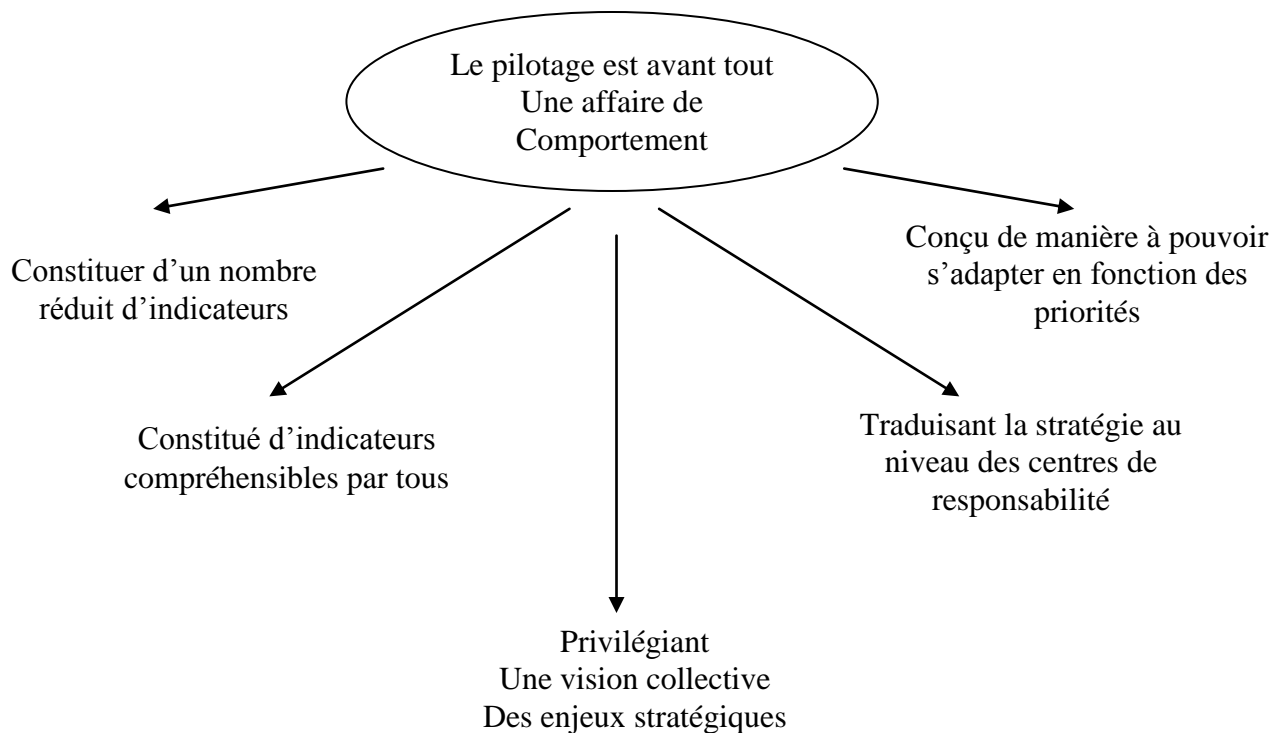 Le pilotage est avant tout
Une affaire de
Comportement
Constituer d’un nombre
réduit d’indicateurs
Conçu de manière à pouvoir
s’adapter en fonction des
priorités
Constitué d’indicateurs
compréhensibles par tous
Traduisant la stratégie au
niveau des centres de
responsabilité
Privilégiant
Une vision collective
Des enjeux stratégiques